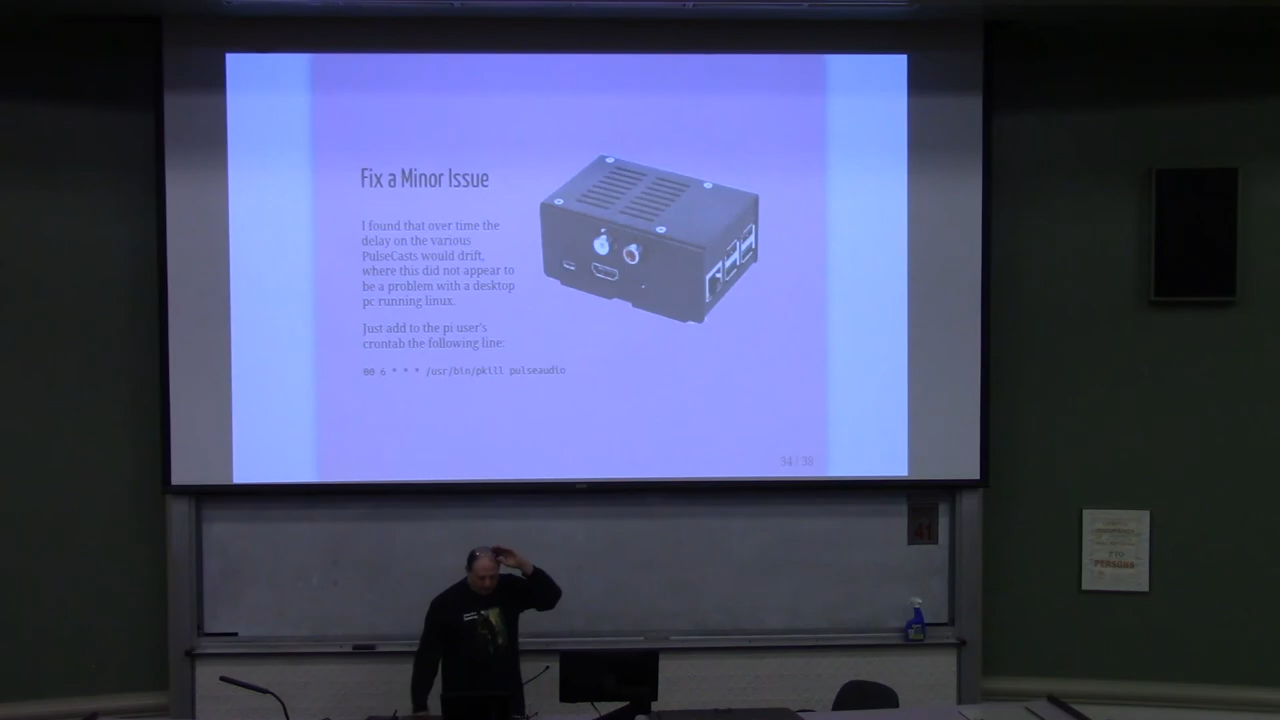 Fix a Minor Issue
I found that over time the
delay on the various
PulseCasts would drift,
where this did not appear to
be a problem with a desktop
pc running linux.
Just add to the pi user's
crontab the following line:
00 6 * * * /usr/bin/pkill pulseaudio
34 / 38
41
PERSONS